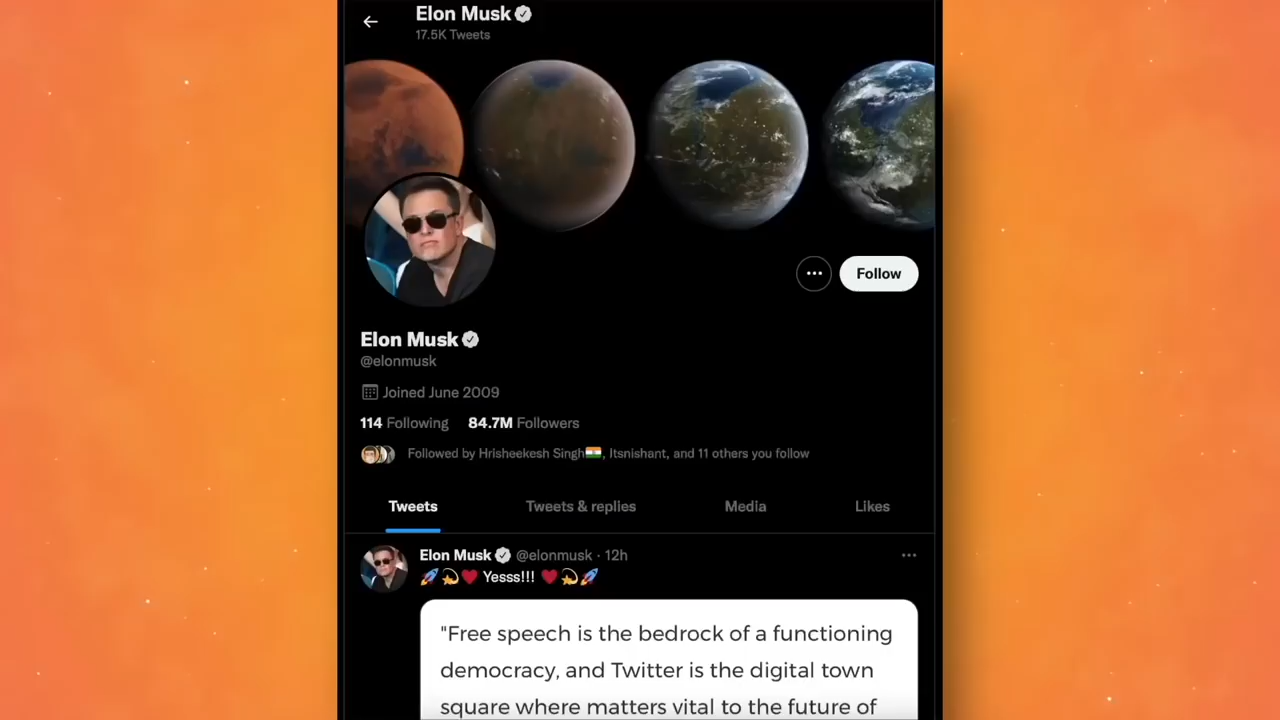 Elon Musk
17.5K Tweets
Follow
Elon Musk
@elonmusk
Joined June 2009
114 Following 84.7M Followers
Followed by Hrisheekesh Singh🇮🇳, Itsnishant, and 11 others you follow
Tweets Tweets & replies Media Likes
Elon Musk @elonmusk · 12h
🚀💫♥️ Yesss!!! ♥️💫🚀
"Free speech is the bedrock of a functioning
democracy, and Twitter is the digital town
square where matters vital to the future of